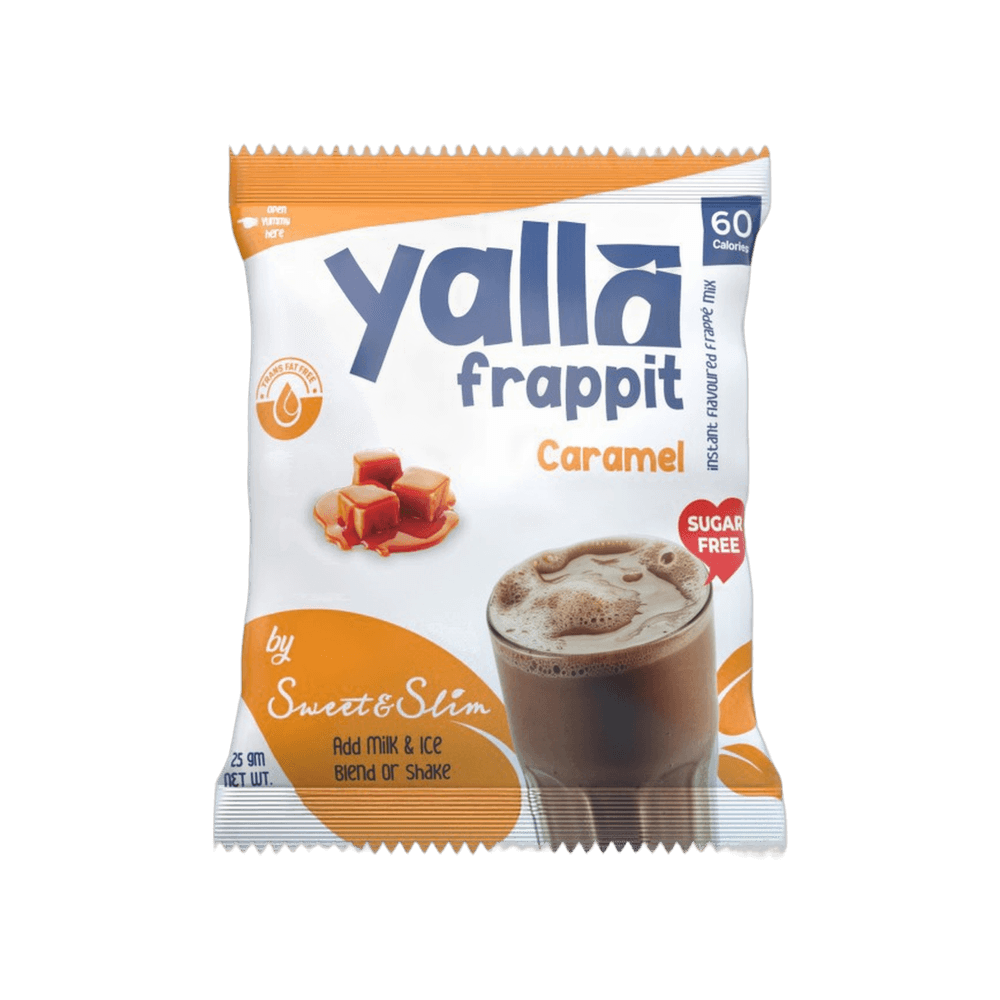 open
yummy
here
60
Calories
yalla
frappit
Caramel
instant flavoured frappé mix
TRANS FAT FREE
SUGAR
FREE
by
Sweet & Slim
Add Milk & Ice
Blend Or Shake
25 gm
NET WT.